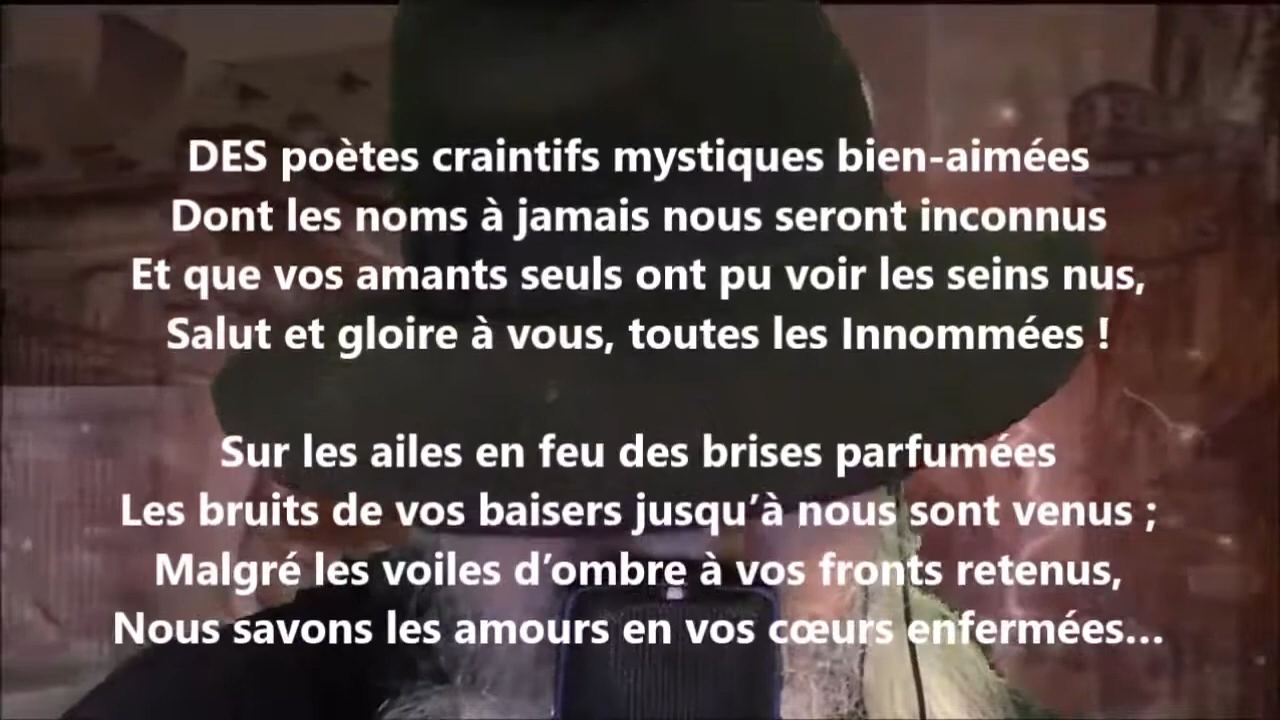 DES poètes craintifs mystiques bien-aimées
Dont les noms à jamais nous seront inconnus
Et que vos amants seuls ont pu voir les seins nus,
Salut et gloire à vous, toutes les Innommées !
Sur les ailes en feu des brises parfumées
Les bruits de vos baisers jusqu’à nous sont venus ;
Malgré les voiles d’ombre à vos fronts retenus,
Nous savons les amours en vos cœurs enfermées…